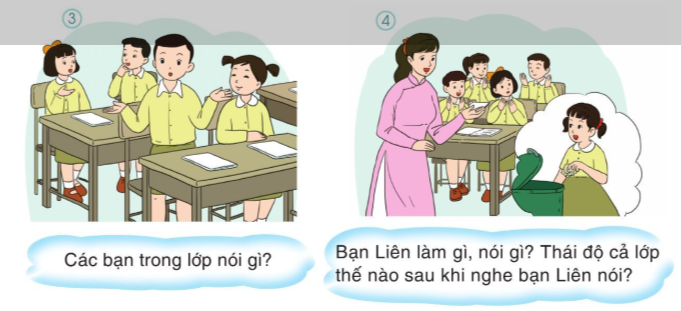 ③
④
Các bạn trong lớp nói gì?
Bạn Liên làm gì, nói gì? Thái độ cả lớp
thế nào sau khi nghe bạn Liên nói?